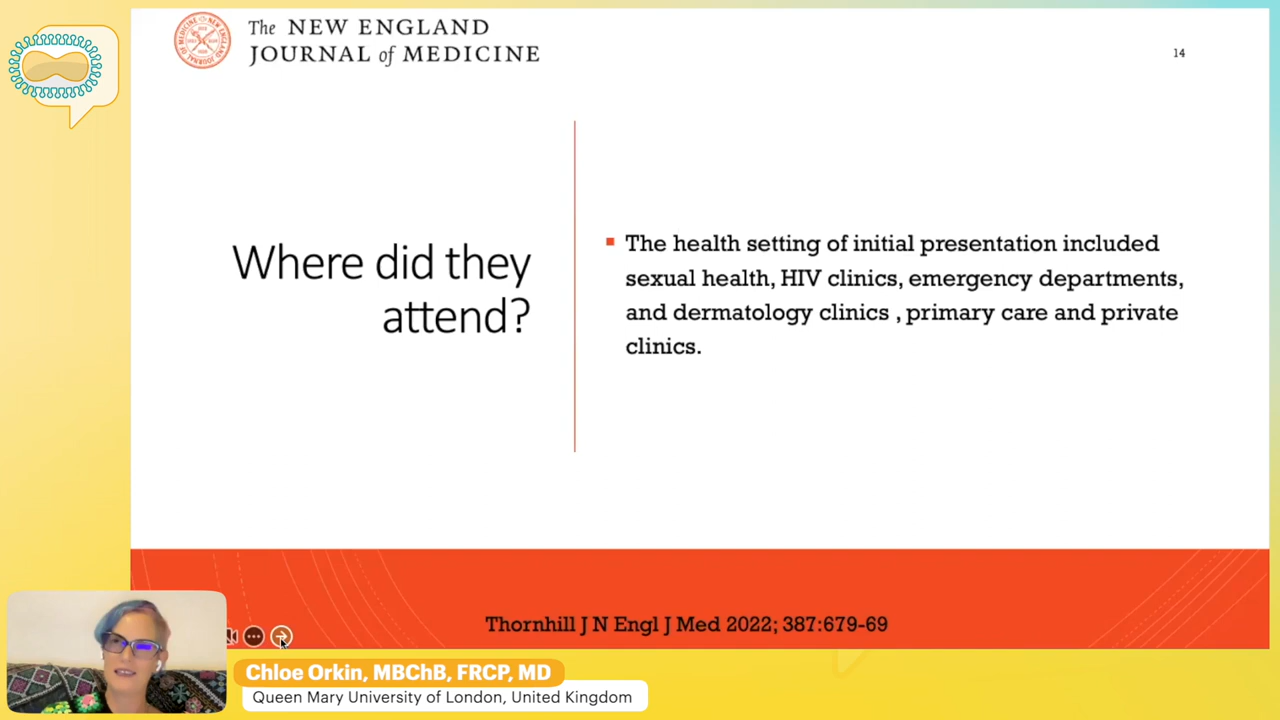 The NEW ENGLAND
JOURNAL of MEDICINE
14
Where did they
attend?
The health setting of initial presentation included
sexual health, HIV clinics, emergency departments,
and dermatology clinics , primary care and private
clinics.
Thornhill J N Engl J Med 2022; 387:679-69
Chloe Orkin, MBChB, FRCP, MD
Queen Mary University of London, United Kingdom